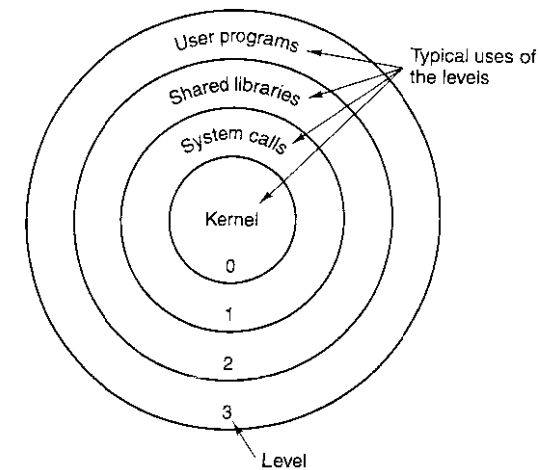 User programs
Typical uses of
the levels
Shared libraries
System calls
Kernel
0
1
2
3
Level